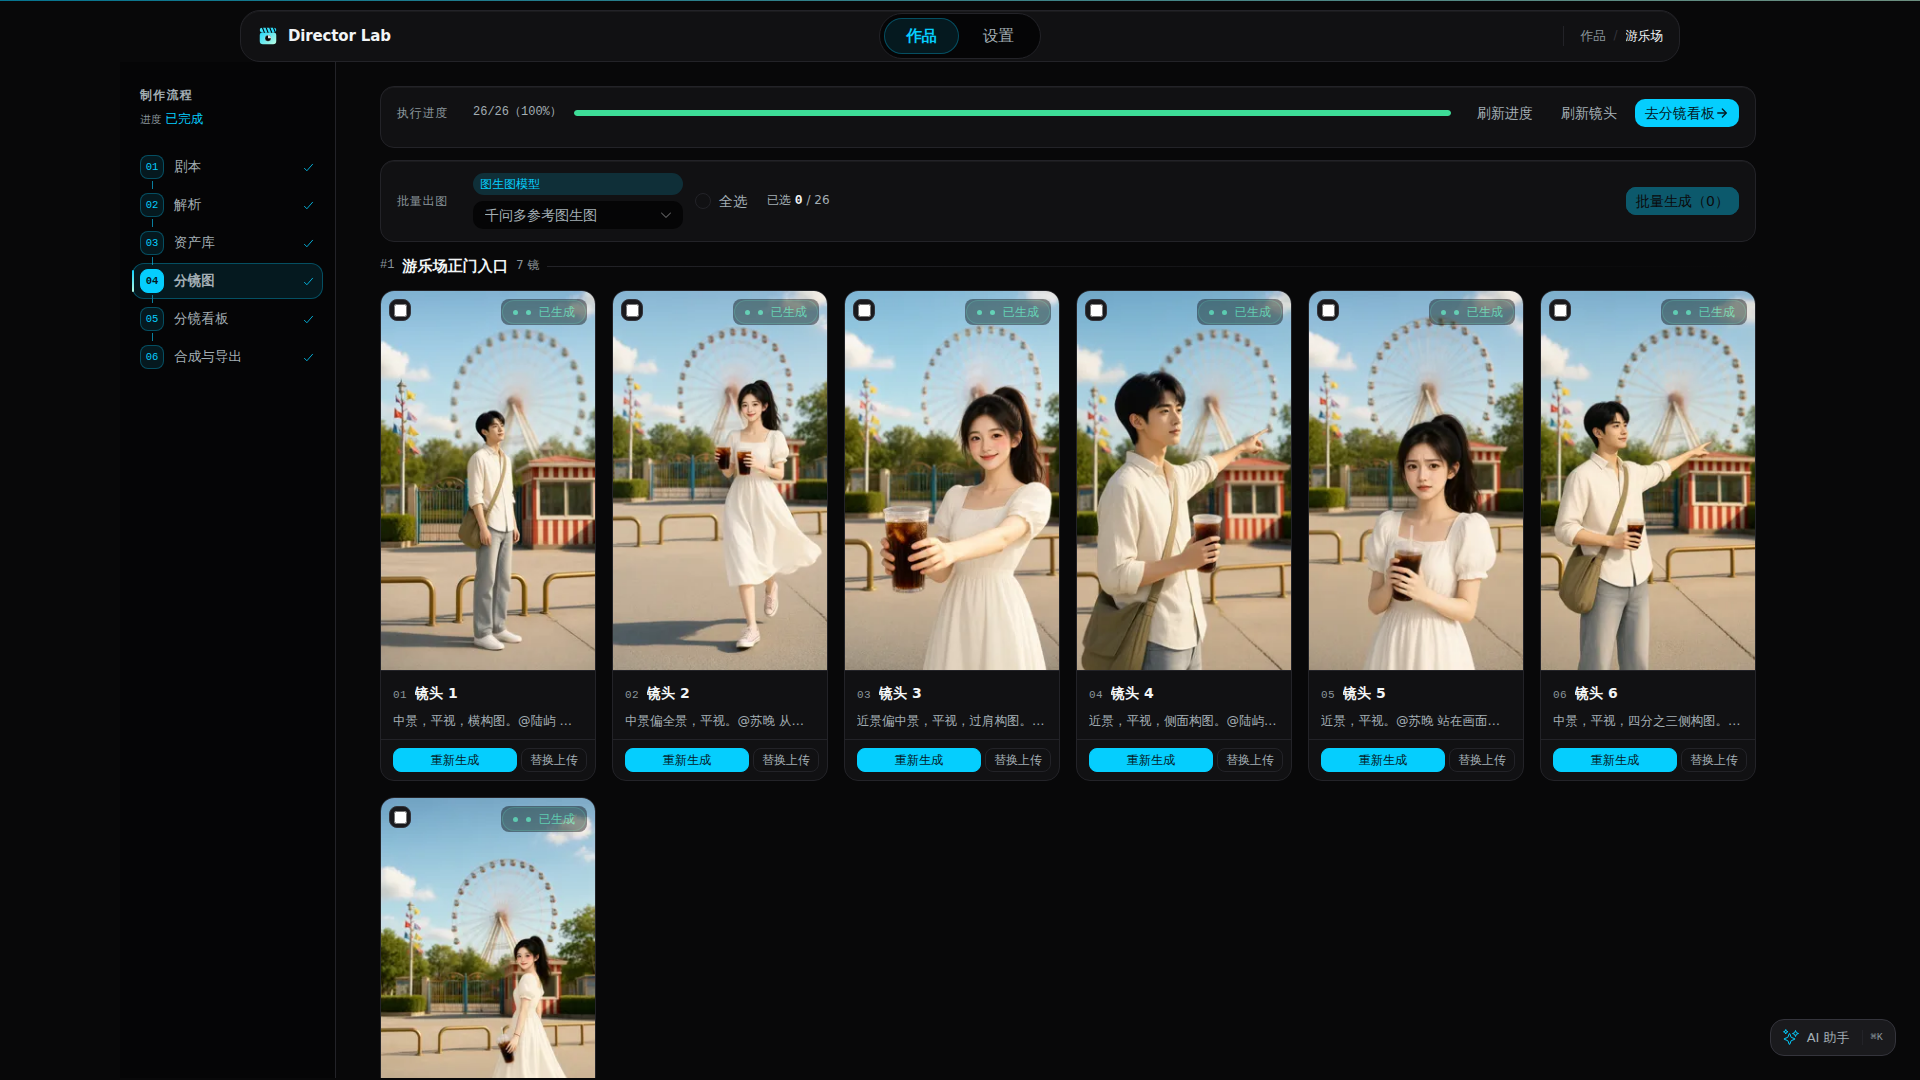 Director Lab
作品
设置
作品 / 游乐场
制作流程
进度 已完成
01 剧本
02 解析
03 资产库
04 分镜图
05 分镜看板
06 合成与导出
执行进度
26/26 (100%)
刷新进度
刷新镜头
去分镜看板→
批量出图
图生图模型
千问多参考图生图
全选
已选 0 / 26
批量生成（0）
#1 游乐场正门入口 7 镜
已生成
01 镜头 1
中景，平视，横构图。@陆屿 ...
重新生成
替换上传
已生成
02 镜头 2
中景偏全景，平视。@苏晚 从...
重新生成
替换上传
已生成
03 镜头 3
近景偏中景，平视，过肩构图。...
重新生成
替换上传
已生成
04 镜头 4
近景，平视，侧面构图。@陆屿...
重新生成
替换上传
已生成
05 镜头 5
近景，平视。@苏晚 站在画面...
重新生成
替换上传
已生成
06 镜头 6
中景，平视，四分之三侧构图。...
重新生成
替换上传
已生成
AI 助手 ⌘K